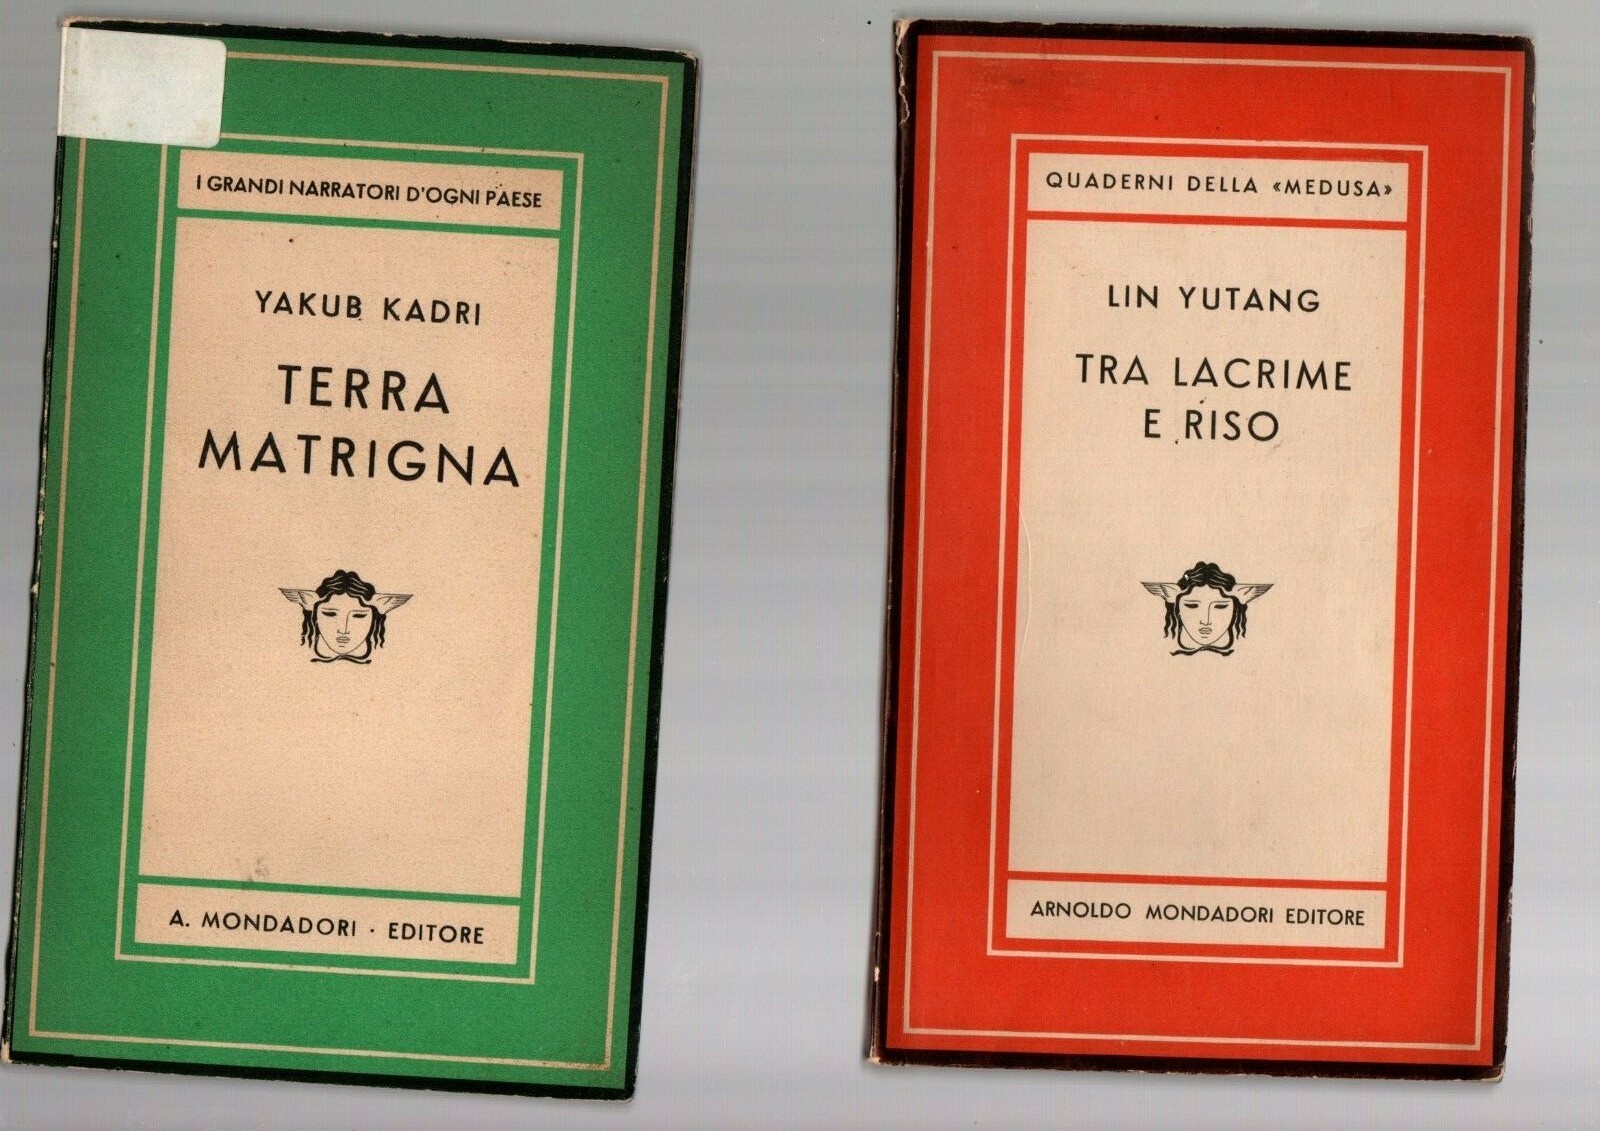 I GRANDI NARRATORI D'OGNI PAESE
YAKUB KADRI
TERRA
MATRIGNA
A. MONDADORI · EDITORE
QUADERNI DELLA «MEDUSA»
LIN YUTANG
TRA LACRIME
E RISO
ARNOLDO MONDADORI EDITORE